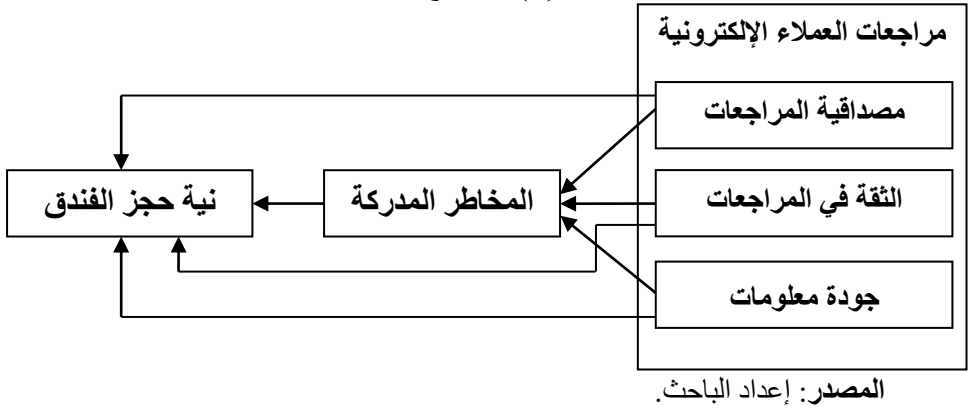 مراجعات العملاء الإلكترونية
مصداقية المراجعات
الثقة في المراجعات
المخاطر المدركة
نية حجز الفندق
جودة معلومات
المصدر: إعداد الباحث.